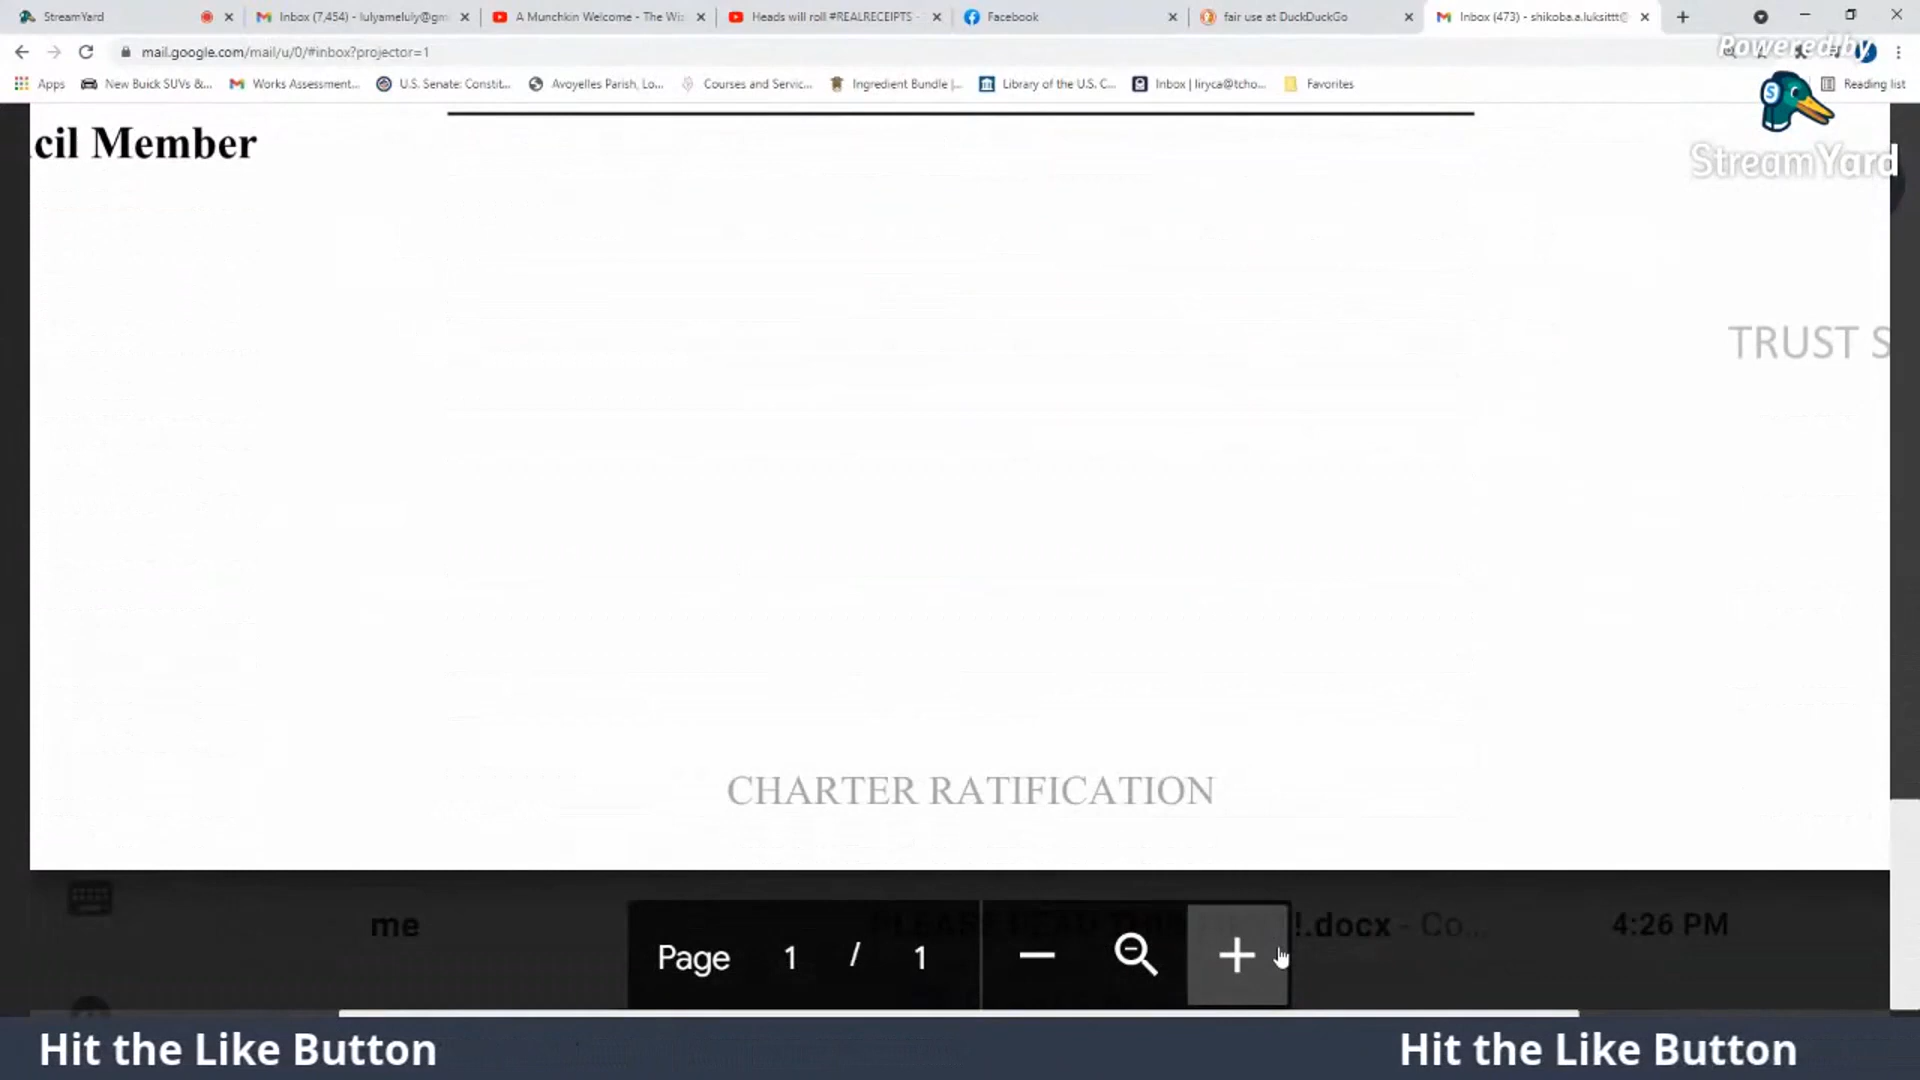 StreamYard
Inbox (7,454) - lulyameluly@gm
A Munchkin Welcome - The Wi
Heads will roll #REALRECEIPTS -
Facebook
fair use at DuckDuckGo
Inbox (473) - shikoba.a.luksittt@
mail.google.com/mail/u/0/#inbox?projector=1
Powered by
Apps
New Buick SUVs &...
Works Assessment...
U.S. Senate: Constit...
Avoyelles Parish, Lo...
Courses and Servic...
Ingredient Bundle |...
Library of the U.S. C...
Inbox | liryca@tcho...
Favorites
Reading list
StreamYard
cil Member
TRUST S
CHARTER RATIFICATION
me
!.docx - Co...
4:26 PM
Page 1 / 1
Hit the Like Button
Hit the Like Button